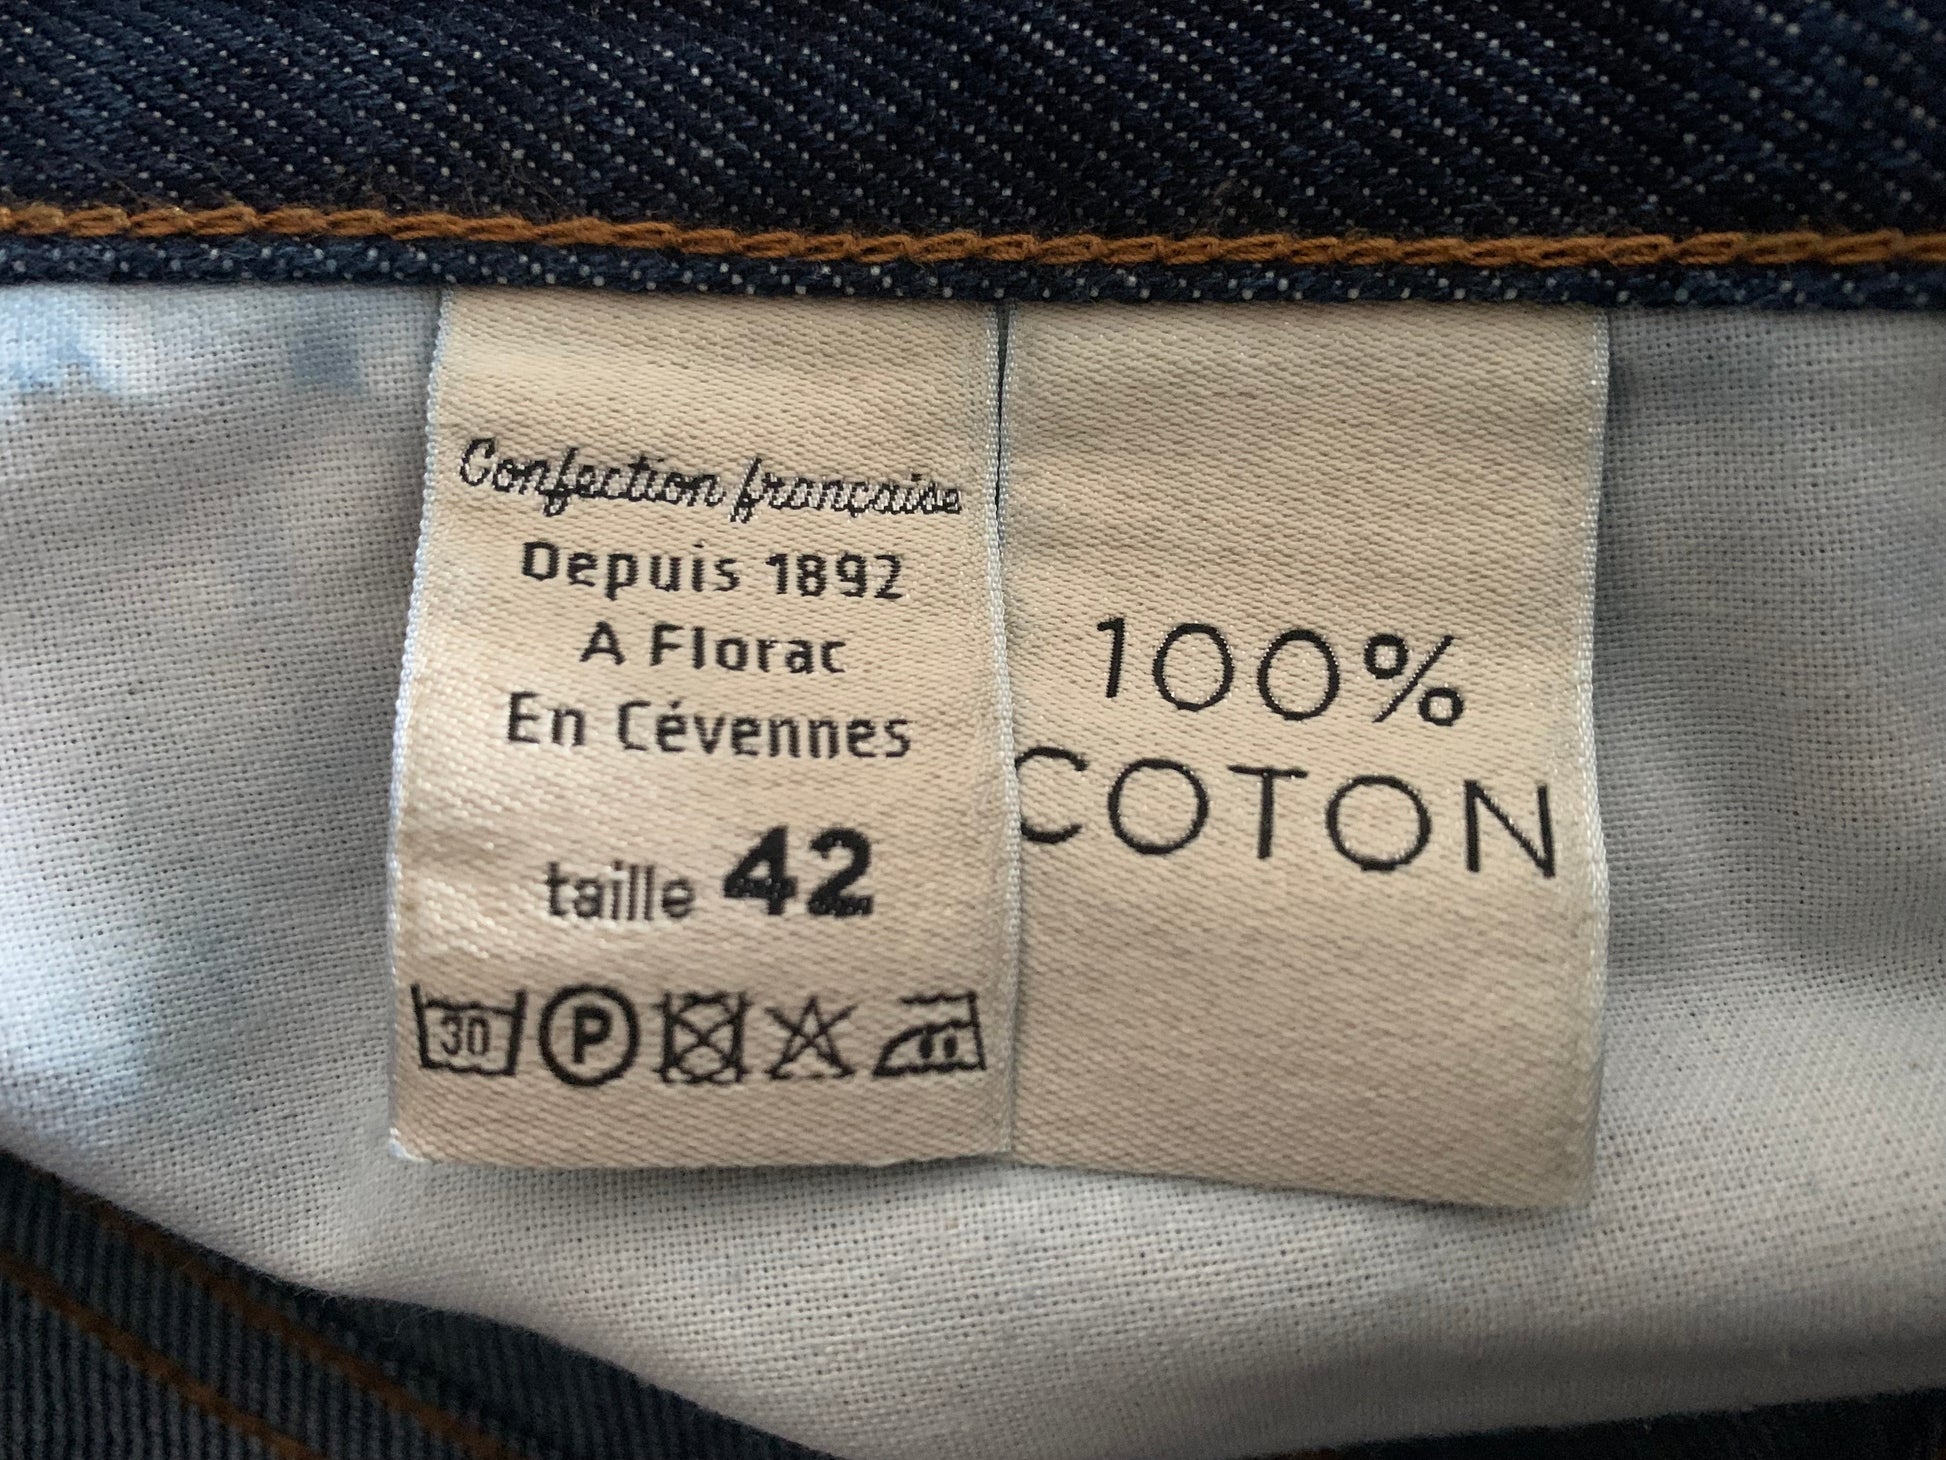 Confection française
Depuis 1892
A Florac
En Cévennes
taille 42
30 P
100%
COTON